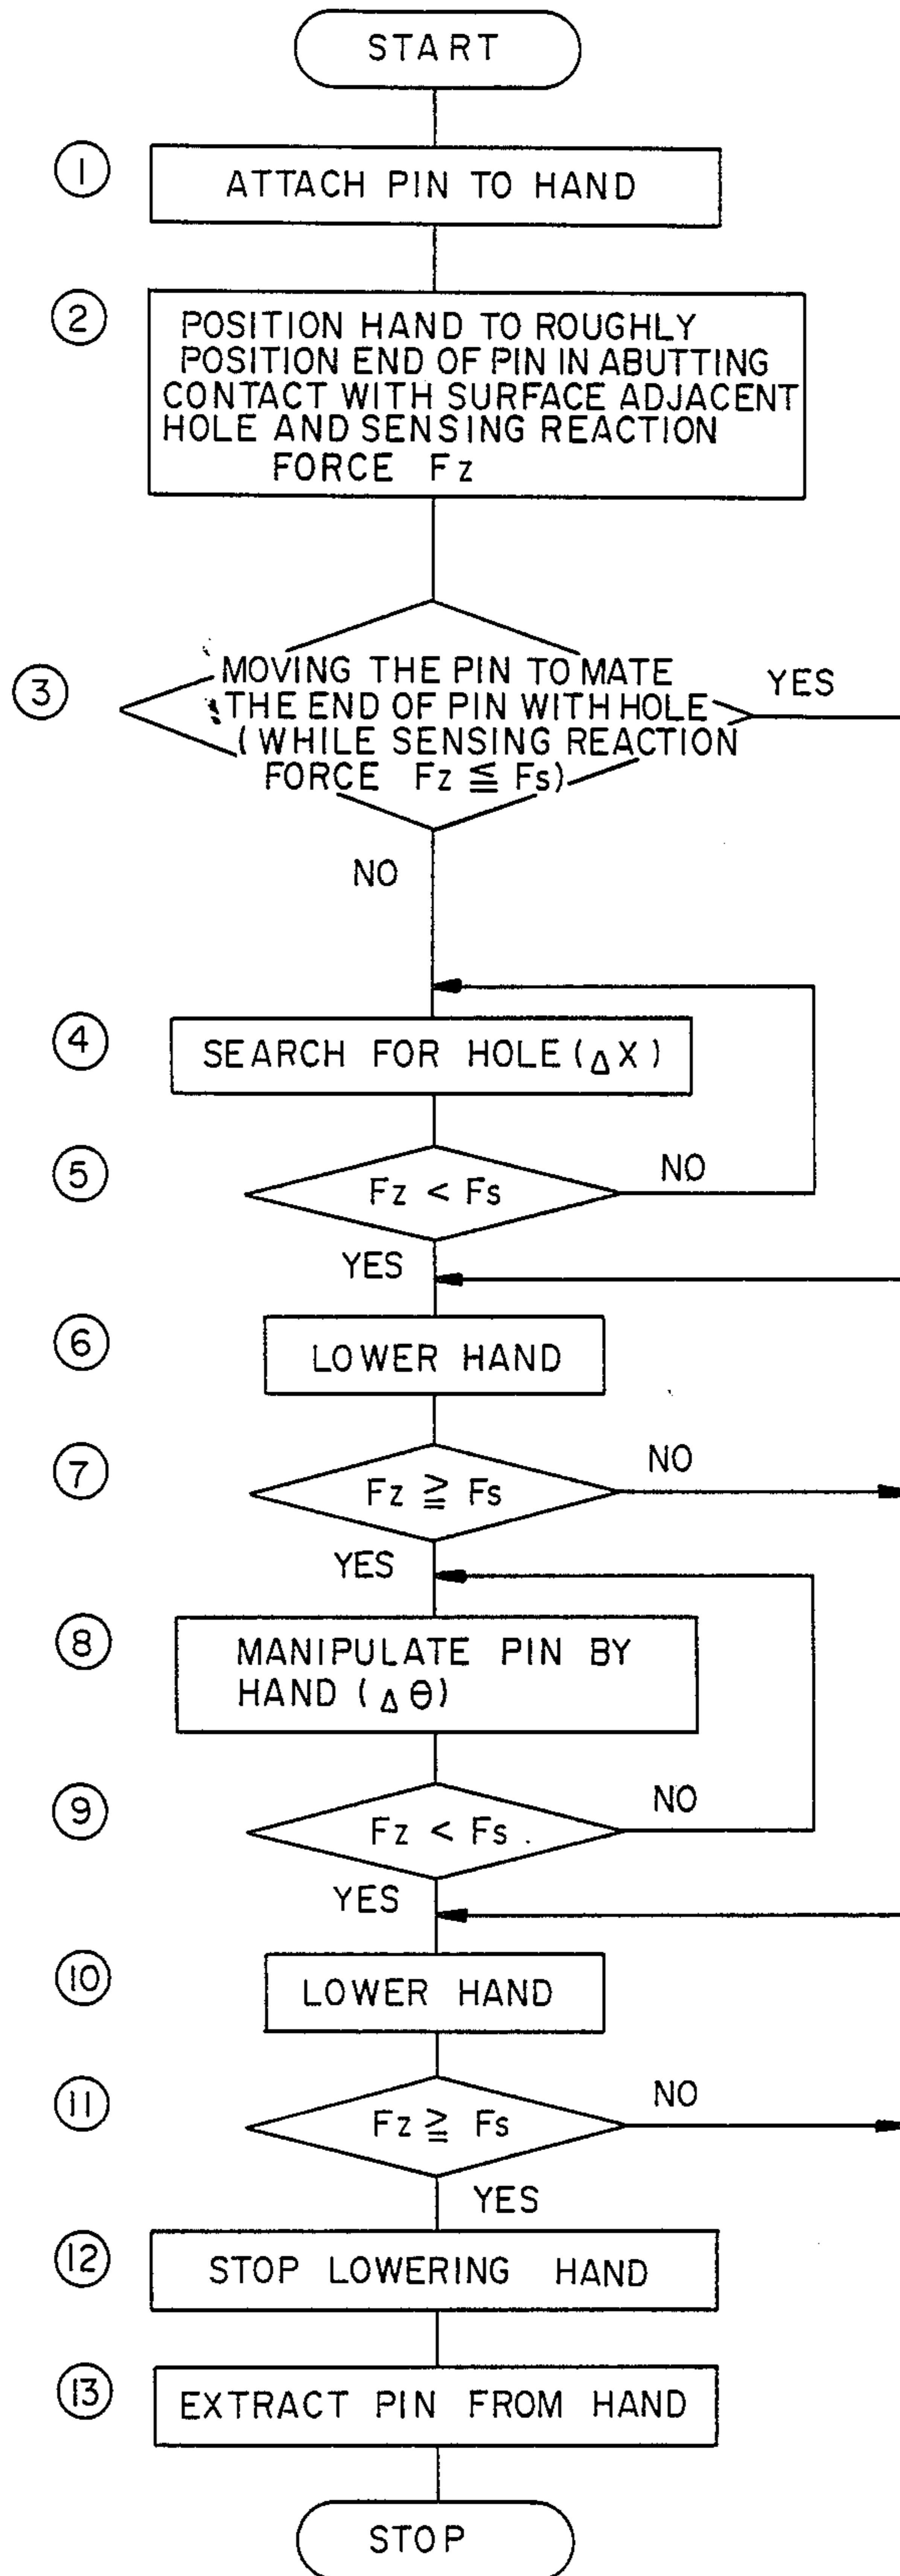 START
1
ATTACH PIN TO HAND
2
POSITION HAND TO ROUGHLY
POSITION END OF PIN IN ABUTTING
CONTACT WITH SURFACE ADJACENT
HOLE AND SENSING REACTION
FORCE Fz
3
MOVING THE PIN TO MATE
THE END OF PIN WITH HOLE
(WHILE SENSING REACTION
FORCE Fz ≦ Fs)
YES
NO
4
SEARCH FOR HOLE (ΔX)
5
Fz < Fs
NO
YES
6
LOWER HAND
7
Fz ≧ Fs
NO
YES
8
MANIPULATE PIN BY
HAND (Δθ)
9
Fz < Fs
NO
YES
10
LOWER HAND
11
Fz ≧ Fs
NO
YES
12
STOP LOWERING HAND
13
EXTRACT PIN FROM HAND
STOP